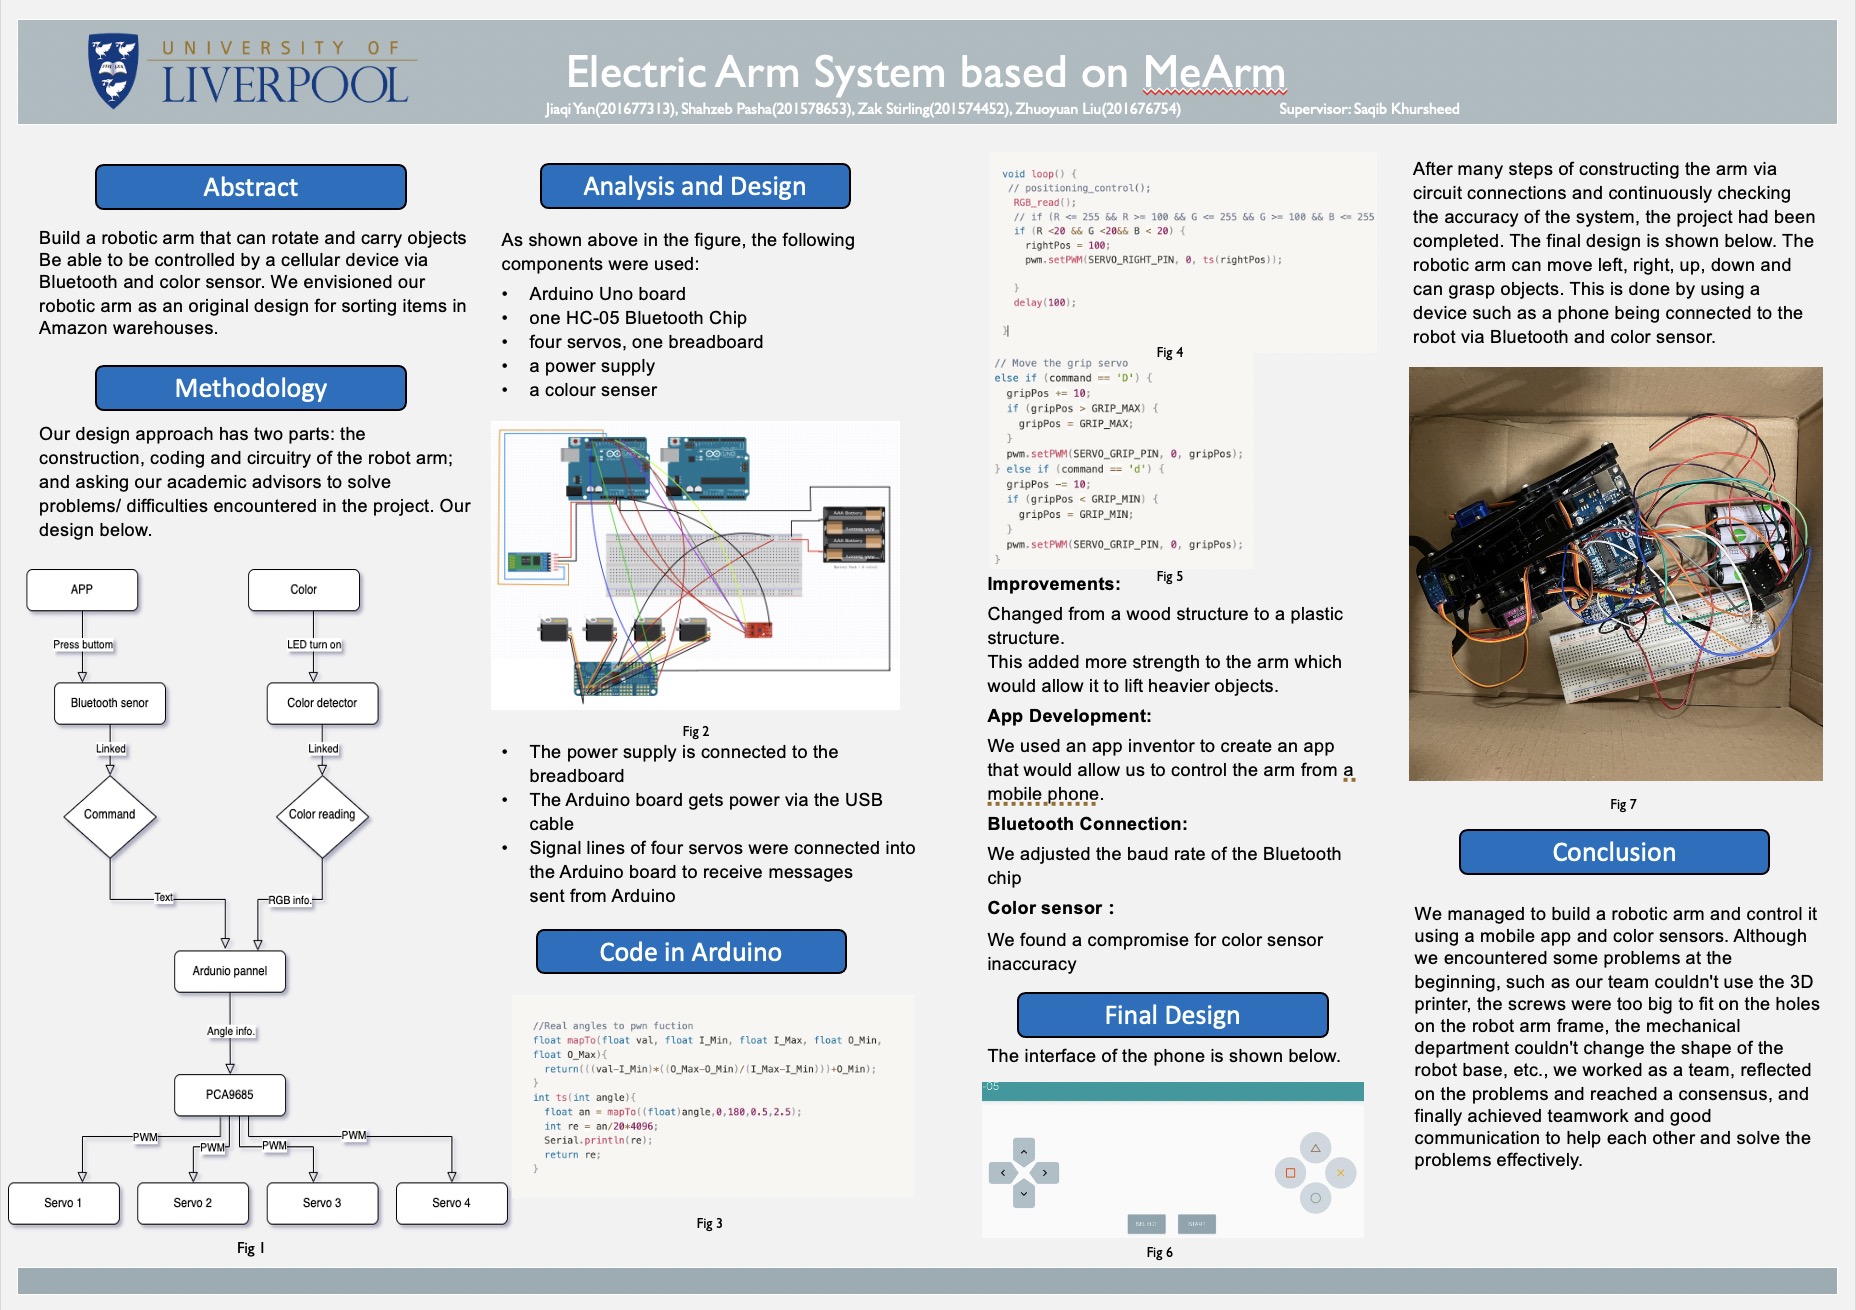 UNIVERSITY OF
LIVERPOOL
Electric Arm System based on MeArm
Jiaqi Yan(201677313), Shahzeb Pasha(201578653), Zak Stirling(201574452), Zhuoyuan Liu(201676754) Supervisor: Saqib Khursheed
Abstract
Build a robotic arm that can rotate and carry objects
Be able to be controlled by a cellular device via
Bluetooth and color sensor. We envisioned our
robotic arm as an original design for sorting items in
Amazon warehouses.
Methodology
Our design approach has two parts: the
construction, coding and circuitry of the robot arm;
and asking our academic advisors to solve
problems/ difficulties encountered in the project. Our
design below.
APP
Color
Press buttom
LED turn on
Bluetooth senor
Color detector
Linked
Linked
Command
Color reading
Text
RGB info.
Ardunio pannel
Angle info.
PCA9685
PWM
PWM
PWM
PWM
Servo 1
Servo 2
Servo 3
Servo 4
Fig 1
Analysis and Design
As shown above in the figure, the following
components were used:
• Arduino Uno board
• one HC-05 Bluetooth Chip
• four servos, one breadboard
• a power supply
• a colour senser
AAA Battery
AAA Battery
Fig 2
• The power supply is connected to the
breadboard
• The Arduino board gets power via the USB
cable
• Signal lines of four servos were connected into
the Arduino board to receive messages
sent from Arduino
Code in Arduino
//Real angles to pwn fuction
float mapTo(float val, float I_Min, float I_Max, float O_Min,
float O_Max){
return(((val-I_Min)*((O_Max-O_Min)/(I_Max-I_Min)))+O_Min);
}
int ts(int angle){
float an = mapTo((float)angle,0,180,0.5,2.5);
int re = an/20*4096;
Serial.println(re);
return re;
}
Fig 3
void loop() {
// positioning_control();
RGB_read();
// if (R <= 255 && R >= 100 && G <= 255 && G >= 100 && B <= 255
if (R <20 && G <20&& B < 20) {
rightPos = 100;
pwm.setPWM(SERVO_RIGHT_PIN, 0, ts(rightPos));
}
delay(100);
}
Fig 4
// Move the grip servo
else if (command == 'D') {
gripPos += 10;
if (gripPos > GRIP_MAX) {
gripPos = GRIP_MAX;
}
pwm.setPWM(SERVO_GRIP_PIN, 0, gripPos);
} else if (command == 'd') {
gripPos -= 10;
if (gripPos < GRIP_MIN) {
gripPos = GRIP_MIN;
}
pwm.setPWM(SERVO_GRIP_PIN, 0, gripPos);
}
Fig 5
Improvements:
Changed from a wood structure to a plastic
structure.
This added more strength to the arm which
would allow it to lift heavier objects.
App Development:
We used an app inventor to create an app
that would allow us to control the arm from a
mobile phone.
Bluetooth Connection:
We adjusted the baud rate of the Bluetooth
chip
Color sensor :
We found a compromise for color sensor
inaccuracy
Final Design
The interface of the phone is shown below.
-05
SELECT
START
Fig 6
After many steps of constructing the arm via
circuit connections and continuously checking
the accuracy of the system, the project had been
completed. The final design is shown below. The
robotic arm can move left, right, up, down and
can grasp objects. This is done by using a
device such as a phone being connected to the
robot via Bluetooth and color sensor.
Fig 7
Conclusion
We managed to build a robotic arm and control it
using a mobile app and color sensors. Although
we encountered some problems at the
beginning, such as our team couldn't use the 3D
printer, the screws were too big to fit on the holes
on the robot arm frame, the mechanical
department couldn't change the shape of the
robot base, etc., we worked as a team, reflected
on the problems and reached a consensus, and
finally achieved teamwork and good
communication to help each other and solve the
problems effectively.